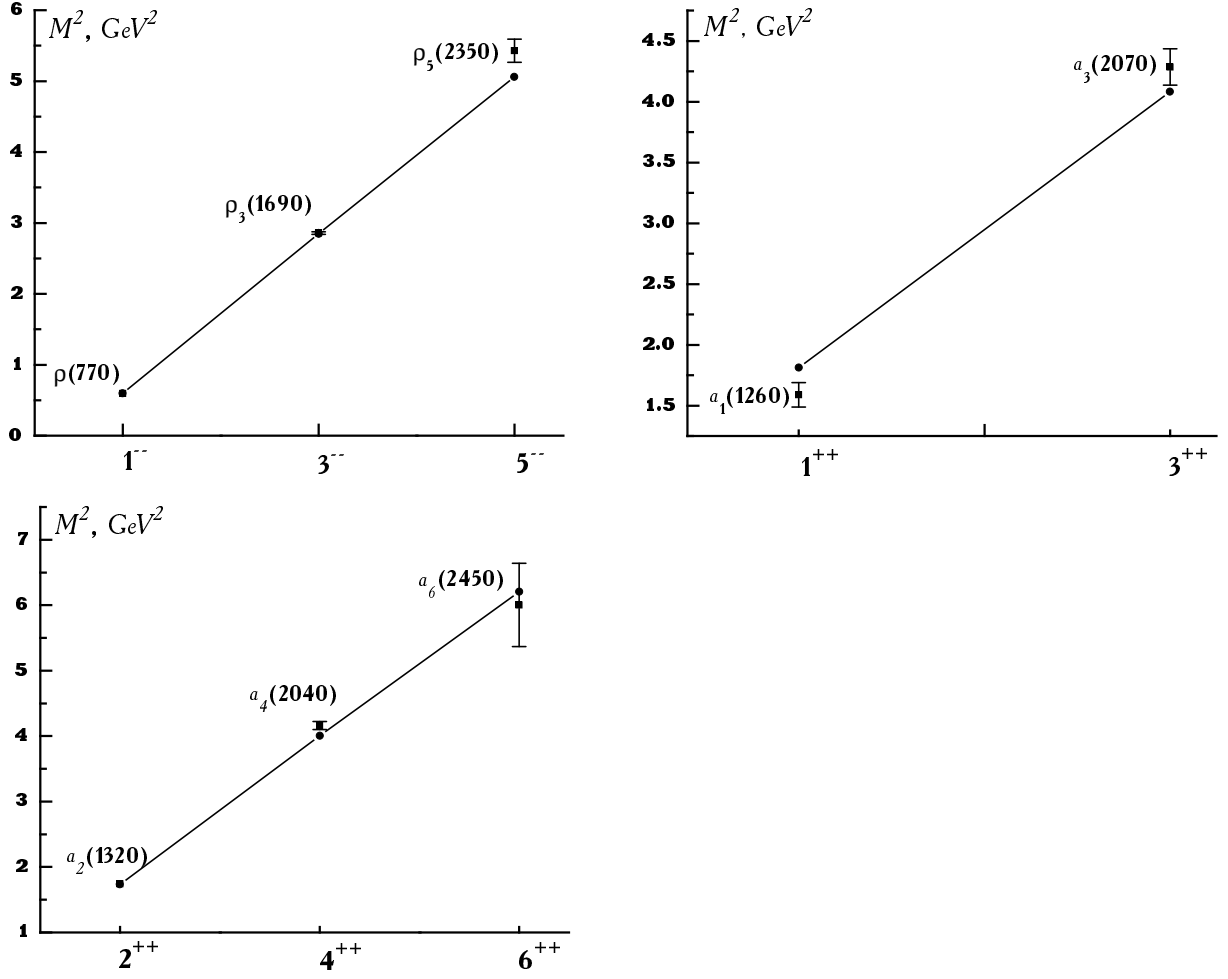 M², GeV²
6
5
4
3
2
1
0
ρ₅(2350)
ρ₃(1690)
ρ(770)
1⁻⁻ 3⁻⁻ 5⁻⁻
M², GeV²
4.5
4.0
3.5
3.0
2.5
2.0
1.5
a₃(2070)
a₁(1260)
1⁺⁺ 3⁺⁺
M², GeV²
7
6
5
4
3
2
1
a₆(2450)
a₄(2040)
a₂(1320)
2⁺⁺ 4⁺⁺ 6⁺⁺